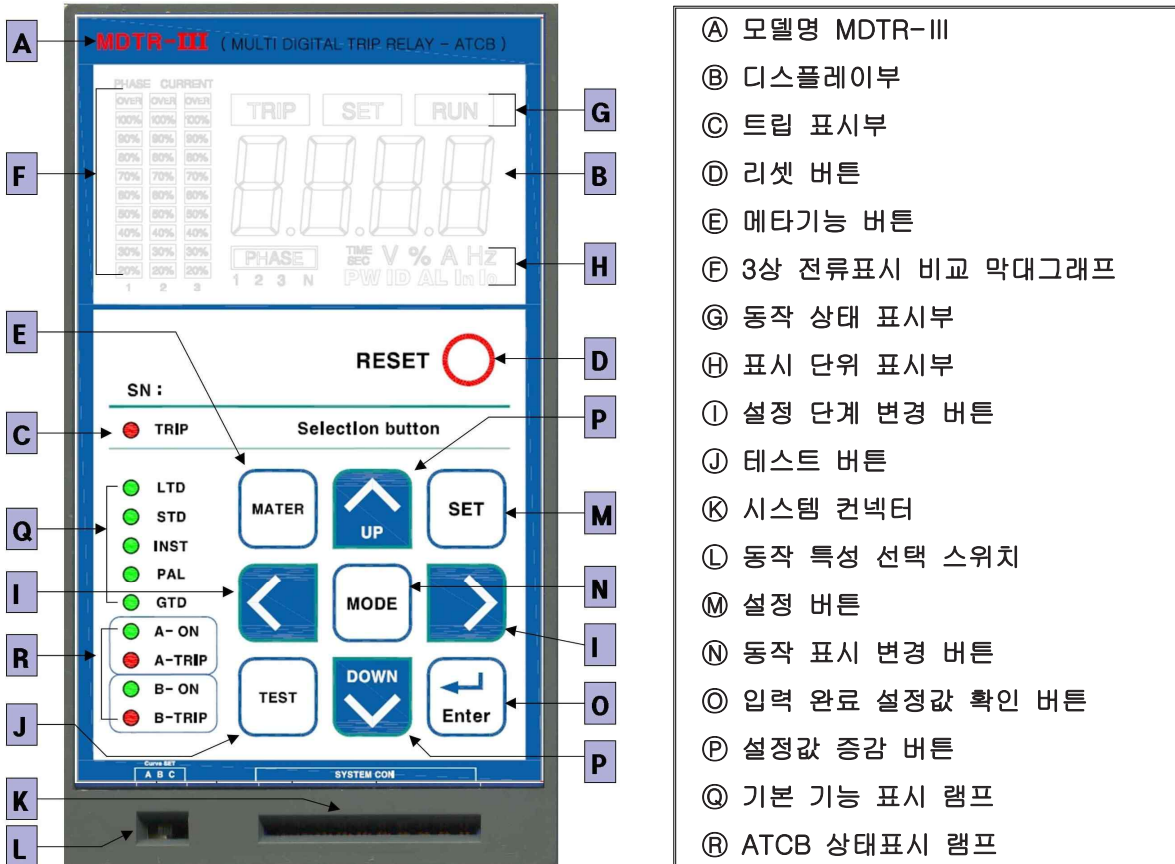 A
MDTR-III ( MULTI DIGITAL TRIP RELAY - ATCB )
PHASE CURRENT
OVER OVER OVER
100% 100% 100%
90% 90% 90%
80% 80% 80%
70% 70% 70%
60% 60% 60%
50% 50% 50%
40% 40% 40%
30% 30% 30%
20% 20% 20%
1 2 3
TRIP SET RUN
G
F
8.8.8.8
B
PHASE
1 2 3 N
TIME SEC V % A Hz
PW ID AL In Io
H
E
RESET
D
SN :
C
TRIP
Selection button
P
LTD
STD
INST
PAL
GTD
Q
MATER
UP
SET
M
I
MODE
N
I
A- ON
A-TRIP
B- ON
B-TRIP
R
J
TEST
DOWN
Enter
O
P
Curve SET
A B C
SYSTEM CON
K
L
Ⓐ 모델명 MDTR-III
Ⓑ 디스플레이부
Ⓒ 트립 표시부
Ⓓ 리셋 버튼
Ⓔ 메타기능 버튼
Ⓕ 3상 전류표시 비교 막대그래프
Ⓖ 동작 상태 표시부
Ⓗ 표시 단위 표시부
Ⓘ 설정 단계 변경 버튼
Ⓙ 테스트 버튼
Ⓚ 시스템 컨넥터
Ⓛ 동작 특성 선택 스위치
Ⓜ 설정 버튼
Ⓝ 동작 표시 변경 버튼
Ⓞ 입력 완료 설정값 확인 버튼
Ⓟ 설정값 증감 버튼
Ⓠ 기본 기능 표시 램프
Ⓡ ATCB 상태표시 램프